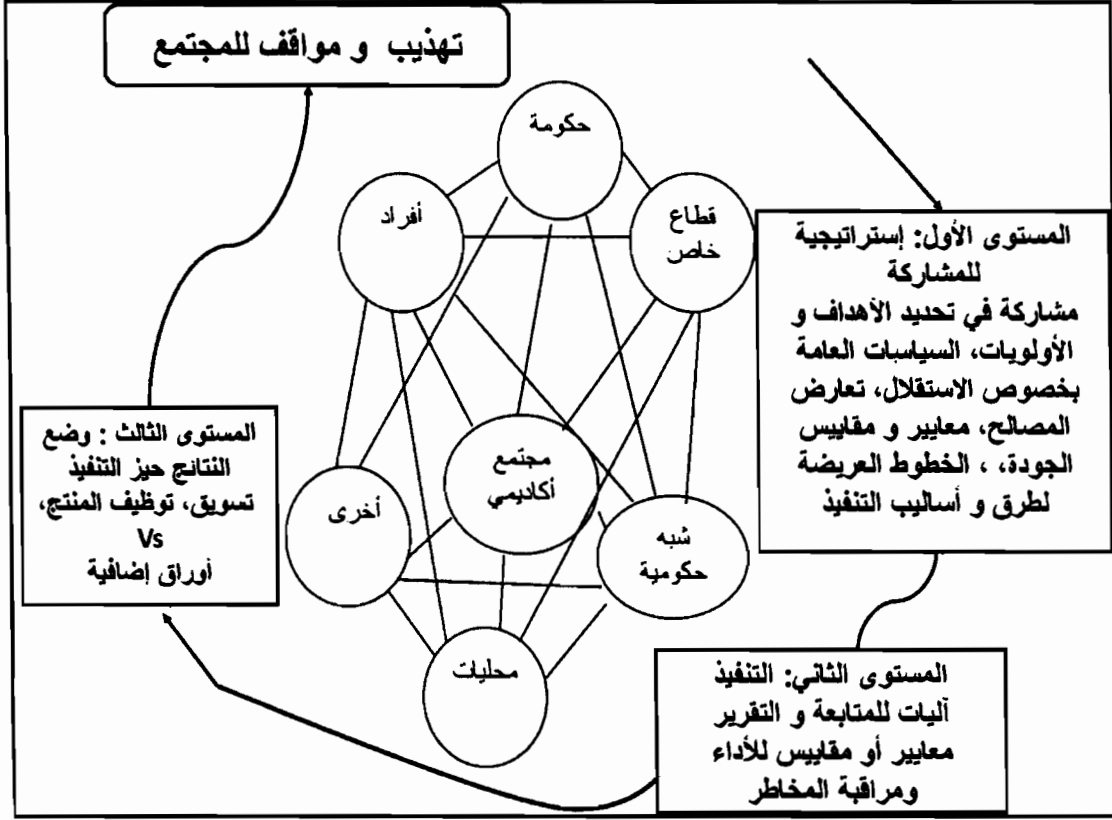 تهذيب و مواقف للمجتمع
حكومة
أفراد
قطاع
خاص
مجتمع
أكاديمي
أخرى
شبه
حكومية
محليات
المستوى الأول: إستراتيجية
للمشاركة
مشاركة في تحديد الأهداف و
الأولويات، السياسات العامة
بخصوص الاستقلال، تعارض
المصالح، معايير و مقاييس
الجودة، ، الخطوط العريضة
لطرق و أساليب التنفيذ
المستوى الثاني: التنفيذ
آليات للمتابعة و التقرير
معايير أو مقاييس للأداء
ومراقبة المخاطر
المستوى الثالث : وضع
النتائج حيز التنفيذ
تسويق، توظيف المنتج،
Vs
أوراق إضافية